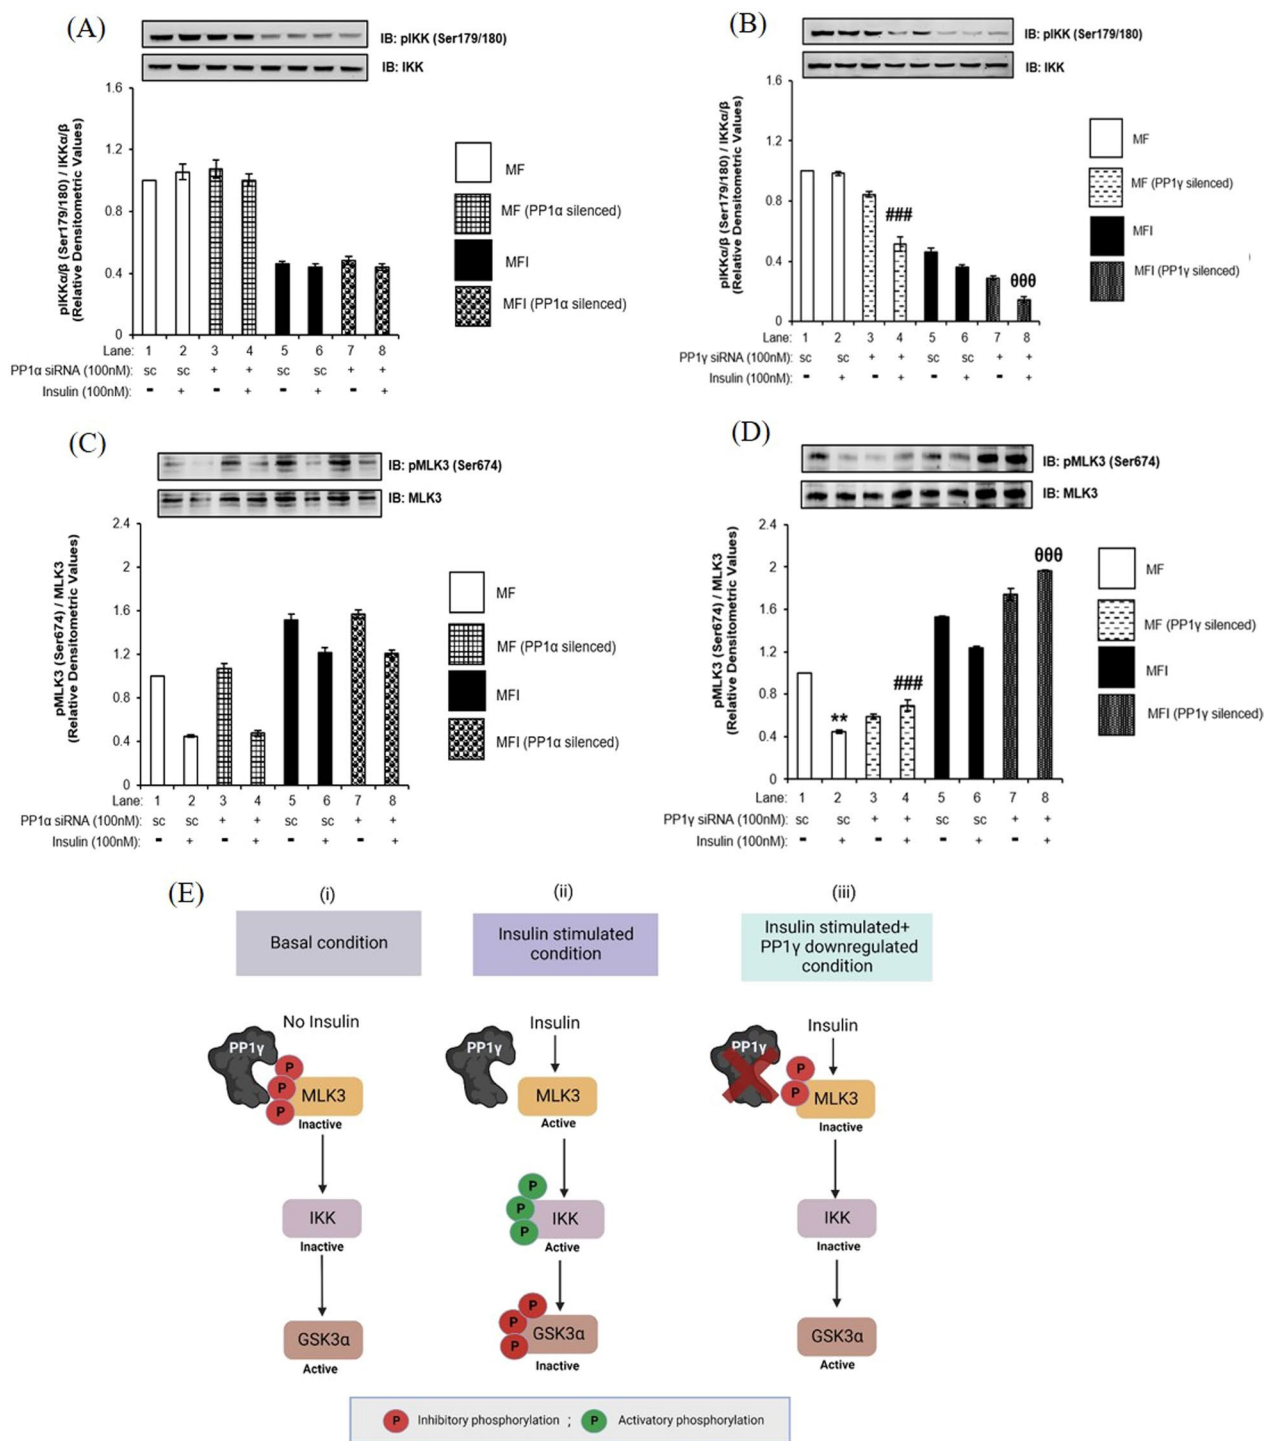 (A)
IB: pIKK (Ser179/180)
IB: IKK
pIKKα/β (Ser179/180) / IKKα/β
(Relative Densitometric Values)
1.6
1.2
0.8
0.4
0
MF
MF (PP1α silenced)
MFI
MFI (PP1α silenced)
Lane: 1 2 3 4 5 6 7 8
PP1α siRNA (100nM): sc sc + + sc sc + +
Insulin (100nM): - + - + - + - +
(B)
IB: pIKK (Ser179/180)
IB: IKK
pIKKα/β (Ser179/180) / IKKα/β
(Relative Densitometric Values)
1.6
1.2
0.8
0.4
0
###
θθθ
MF
MF (PP1γ silenced)
MFI
MFI (PP1γ silenced)
Lane: 1 2 3 4 5 6 7 8
PP1γ siRNA (100nM): sc sc + + sc sc + +
Insulin (100nM): - + - + - + - +
(C)
IB: pMLK3 (Ser674)
IB: MLK3
pMLK3 (Ser674) / MLK3
(Relative Densitometric Values)
2.4
2
1.6
1.2
0.8
0.4
0
MF
MF (PP1α silenced)
MFI
MFI (PP1α silenced)
Lane: 1 2 3 4 5 6 7 8
PP1α siRNA (100nM): sc sc + + sc sc + +
Insulin (100nM): - + - + - + - +
(D)
IB: pMLK3 (Ser674)
IB: MLK3
pMLK3 (Ser674) / MLK3
(Relative Densitometric Values)
2.4
2
1.6
1.2
0.8
0.4
0
**
###
θθθ
MF
MF (PP1γ silenced)
MFI
MFI (PP1γ silenced)
Lane: 1 2 3 4 5 6 7 8
PP1γ siRNA (100nM): sc sc + + sc sc + +
Insulin (100nM): - + - + - + - +
(E)
(i)
Basal condition
No Insulin
PP1γ
P
P
P
MLK3
Inactive
IKK
Inactive
GSK3α
Active
(ii)
Insulin stimulated
condition
Insulin
PP1γ
MLK3
Active
P
P
P
IKK
Active
P
P
P
GSK3α
Inactive
(iii)
Insulin stimulated+
PP1γ downregulated
condition
Insulin
PP1γ
P
P
MLK3
Inactive
IKK
Inactive
GSK3α
Active
P Inhibitory phosphorylation ; P Activatory phosphorylation